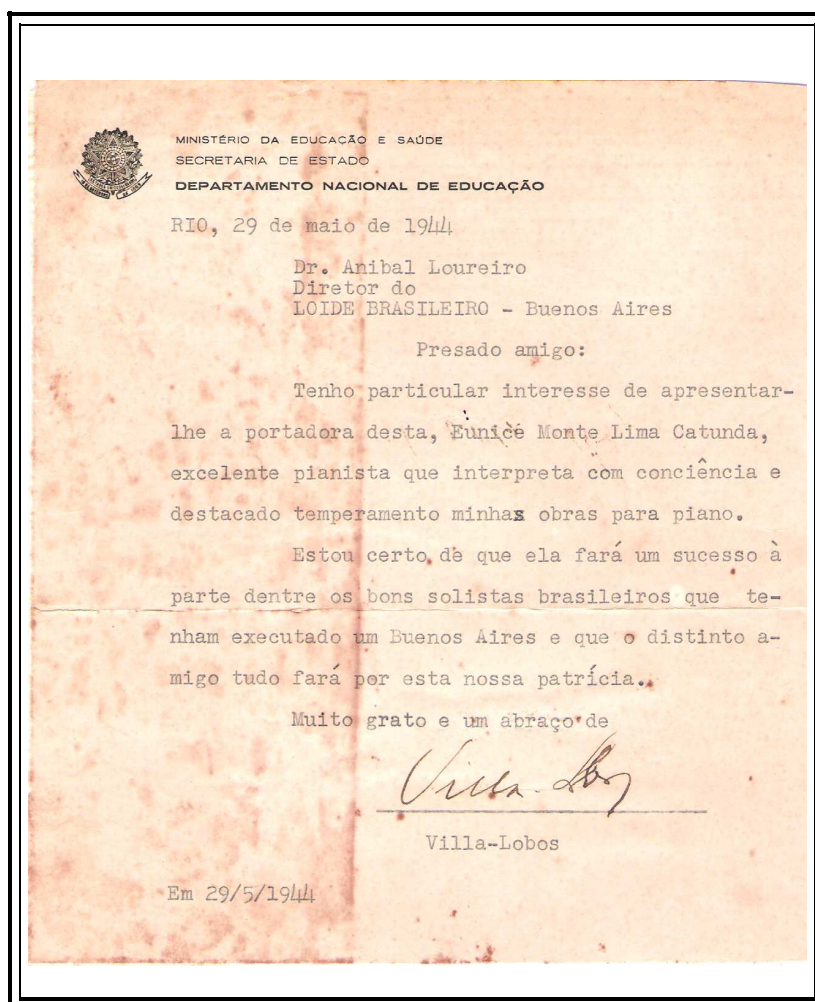 MINISTÉRIO DA EDUCAÇÃO E SAÚDE
SECRETARIA DE ESTADO
DEPARTAMENTO NACIONAL DE EDUCAÇÃO
RIO, 29 de maio de 1944
Dr. Anibal Loureiro
Diretor do
LOIDE BRASILEIRO - Buenos Aires
Presado amigo:
Tenho particular interesse de apresentar-
lhe a portadora desta, Eunice Monte Lima Catunda,
excelente pianista que interpreta com conciência e
destacado temperamento minhas obras para piano.
Estou certo de que ela fará um sucesso à
parte dentre os bons solistas brasileiros que te-
nham executado um Buenos Aires e que o distinto a-
migo tudo fará por esta nossa patrícia.
Muito grato e um abraço de
Villa-Lobos
Villa-Lobos
Em 29/5/1944